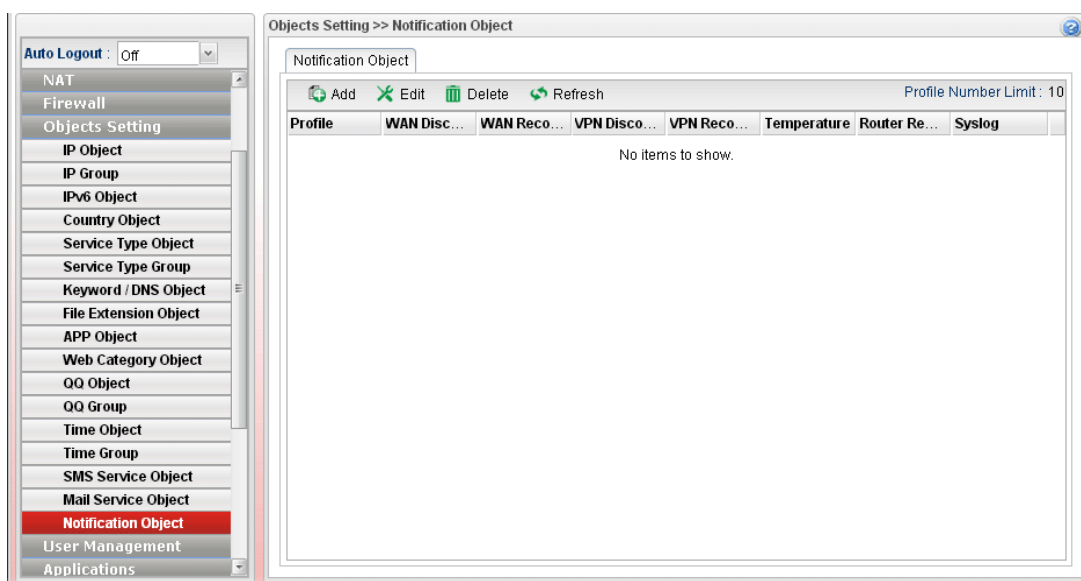 Objects Setting >> Notification Object
Auto Logout : Off
NAT
Firewall
Objects Setting
IP Object
IP Group
IPv6 Object
Country Object
Service Type Object
Service Type Group
Keyword / DNS Object
File Extension Object
APP Object
Web Category Object
QQ Object
QQ Group
Time Object
Time Group
SMS Service Object
Mail Service Object
Notification Object
User Management
Applications
Notification Object
Add Edit Delete Refresh Profile Number Limit : 10
Profile WAN Disc... WAN Reco... VPN Disco... VPN Reco... Temperature Router Re... Syslog
No items to show.